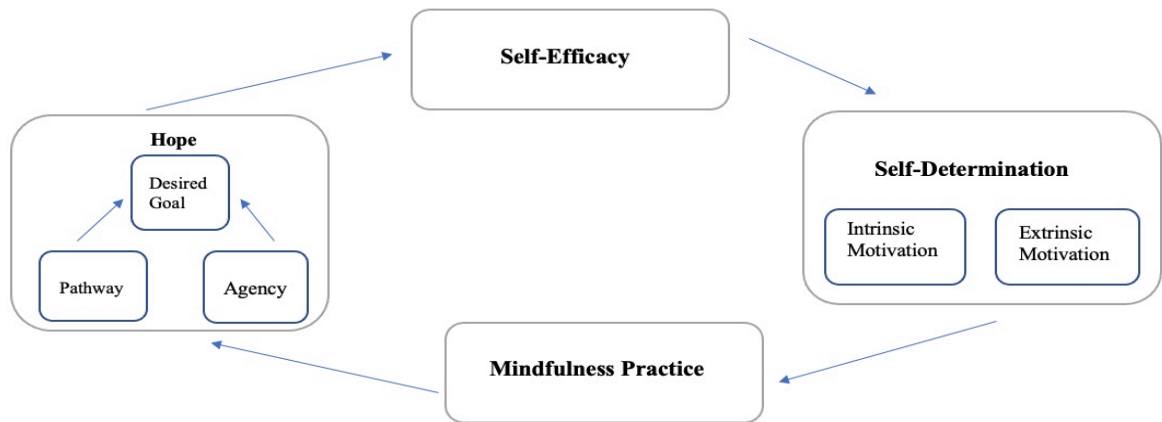 Self-Efficacy
Hope
Desired
Goal
Pathway
Agency
Self-Determination
Intrinsic
Motivation
Extrinsic
Motivation
Mindfulness Practice